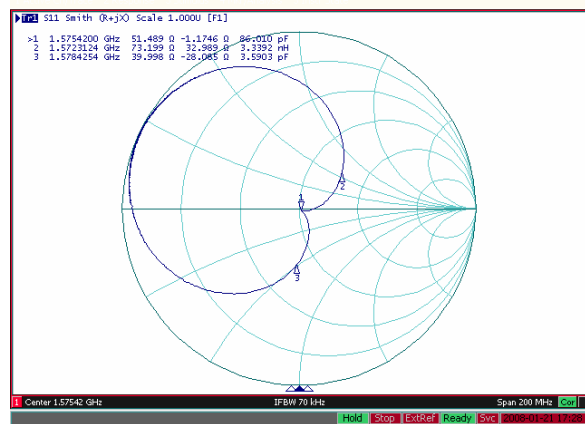 Tr1 S11 Smith (R+jX) Scale 1.000U [F1]
>1 1.5754200 GHz 51.489 Ω -1.1746 Ω 86.010 pF
2 1.5723124 GHz 73.199 Ω 32.989 Ω 3.3392 nH
3 1.5784254 GHz 39.998 Ω -28.085 Ω 3.5903 pF
1
2
3
1 Center 1.57542 GHz IFBW 70 kHz Span 200 MHz Cor
Hold Stop ExtRef Ready Svc 2008-01-21 17:28